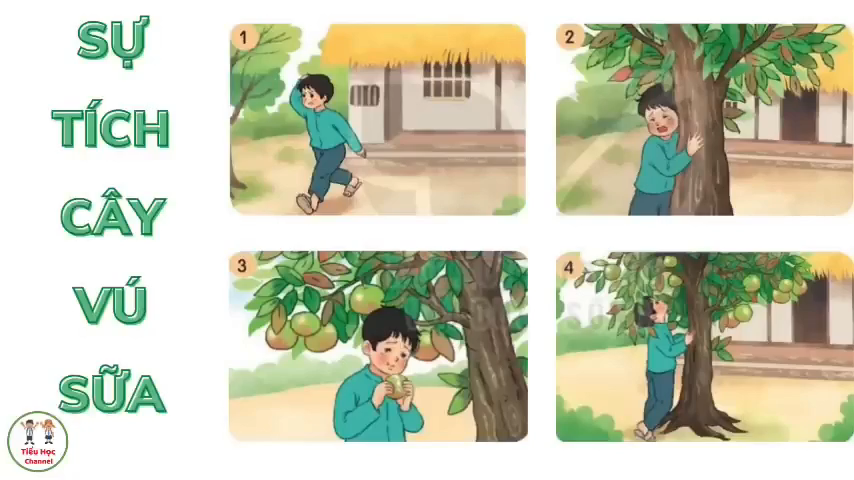 SỰ
TÍCH
CÂY
VÚ
SỮA
1
2
3
4
Tiểu Học
Channel